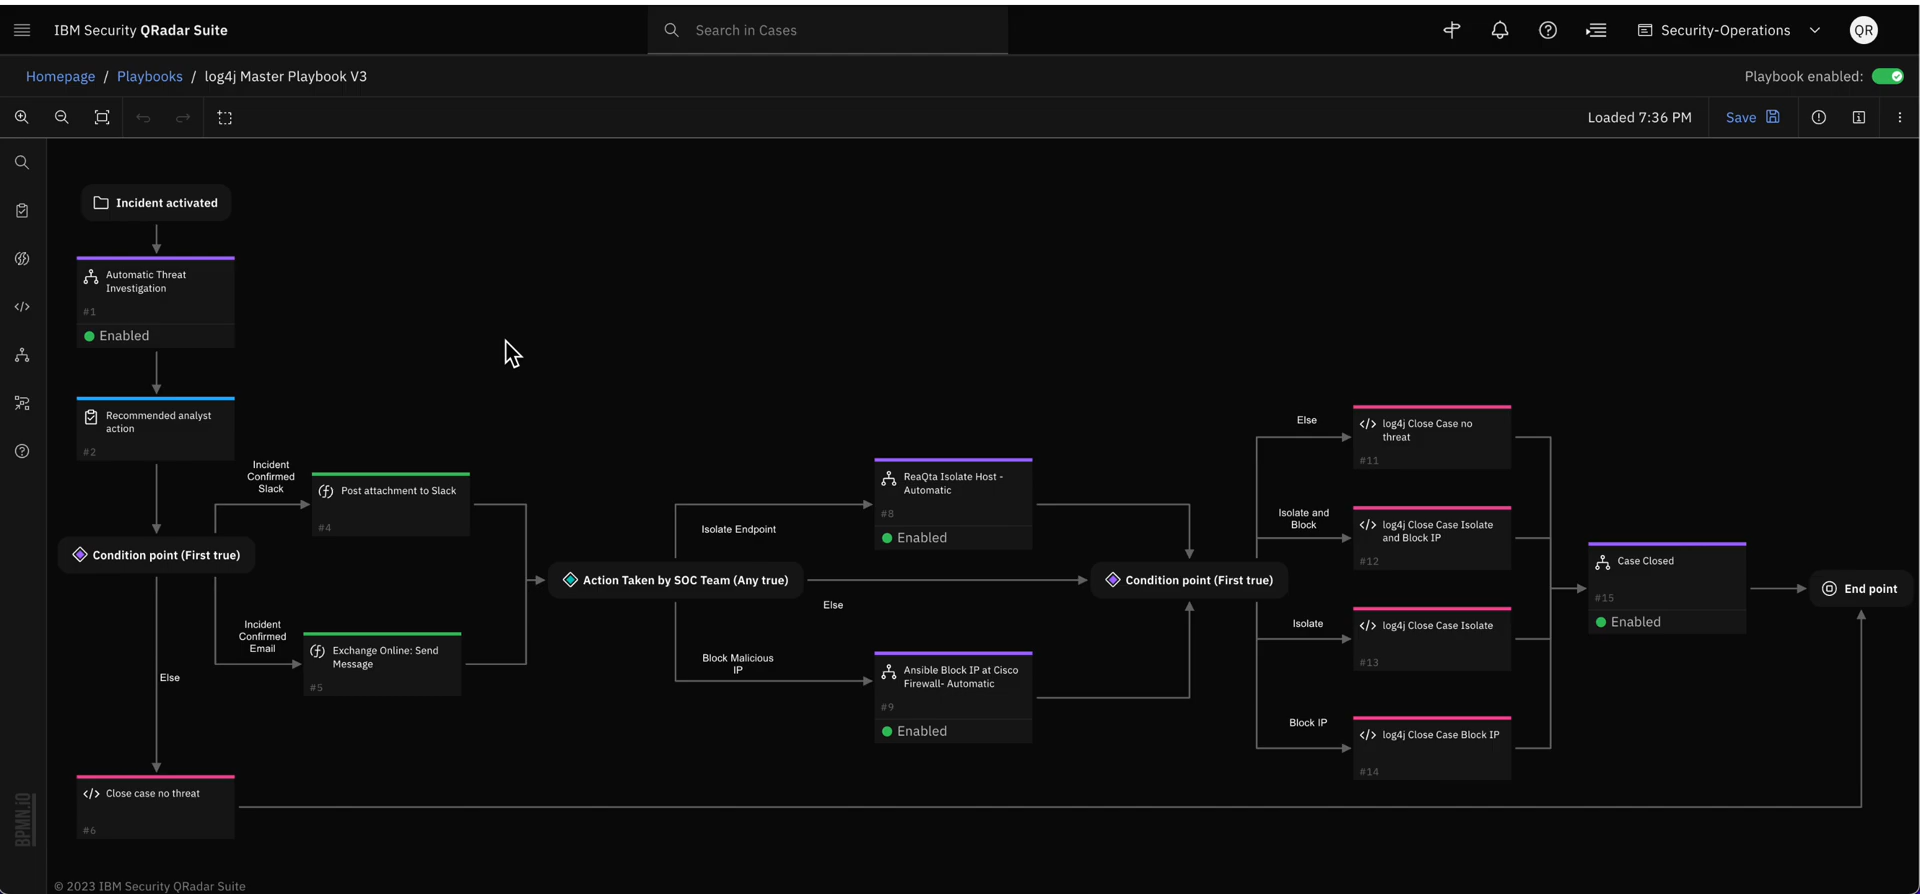 IBM Security QRadar Suite
Search in Cases
Security-Operations
QR
Homepage / Playbooks / log4j Master Playbook V3
Playbook enabled:
Loaded 7:36 PM
Save
Incident activated
Automatic Threat
Investigation
#1
Enabled
Recommended analyst
action
#2
Condition point (First true)
Incident
Confirmed
Slack
Post attachment to Slack
#4
Incident
Confirmed
Email
Exchange Online: Send
Message
#5
Else
Close case no threat
#6
Action Taken by SOC Team (Any true)
Isolate Endpoint
ReaQta Isolate Host -
Automatic
#8
Enabled
Else
Block Malicious
IP
Ansible Block IP at Cisco
Firewall- Automatic
#9
Enabled
Condition point (First true)
Else
log4j Close Case no
threat
#11
Isolate and
Block
log4j Close Case Isolate
and Block IP
#12
Isolate
log4j Close Case Isolate
#13
Block IP
log4j Close Case Block IP
#14
Case Closed
#15
Enabled
End point
BPMN.iO
© 2023 IBM Security QRadar Suite